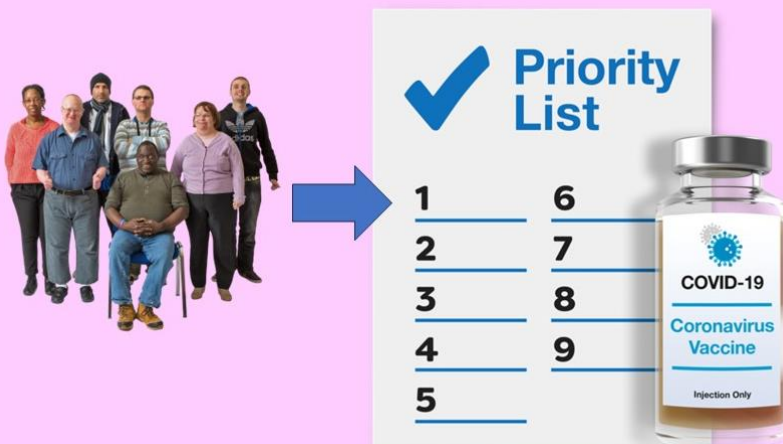 adidas
Priority
List
1
2
3
4
5
6
7
8
9
COVID-19
Coronavirus
Vaccine
Injection Only